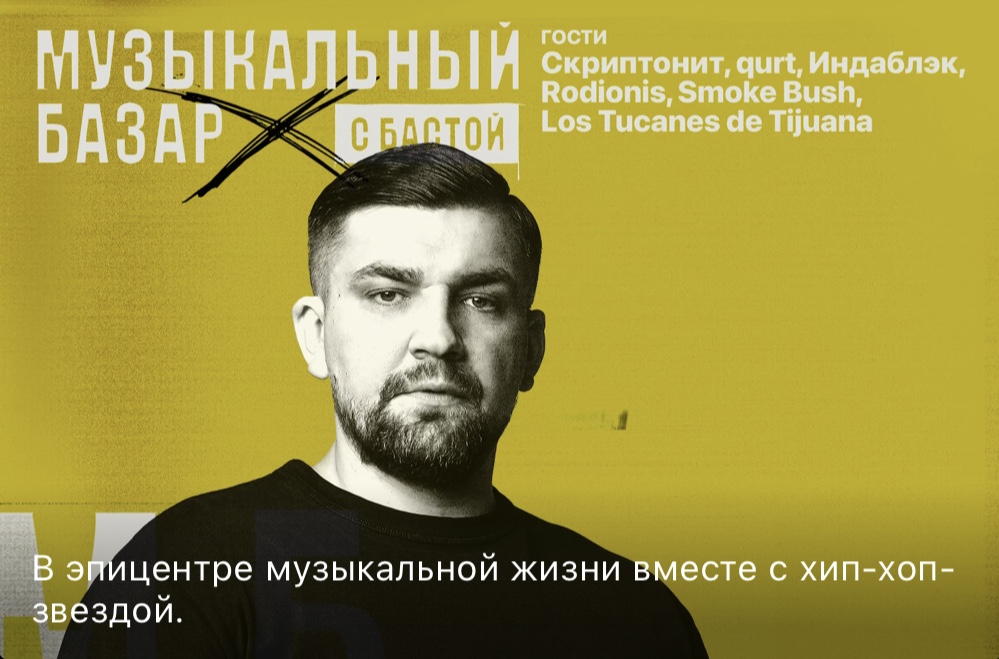 МУЗЫКАЛЬНЫЙ
БАЗАР
С БАСТОЙ
ГОСТИ
Скриптонит, qurt, Индаблэк,
Rodionis, Smoke Bush,
Los Tucanes de Tijuana
В эпицентре музыкальной жизни вместе с хип-хоп-
звездой.